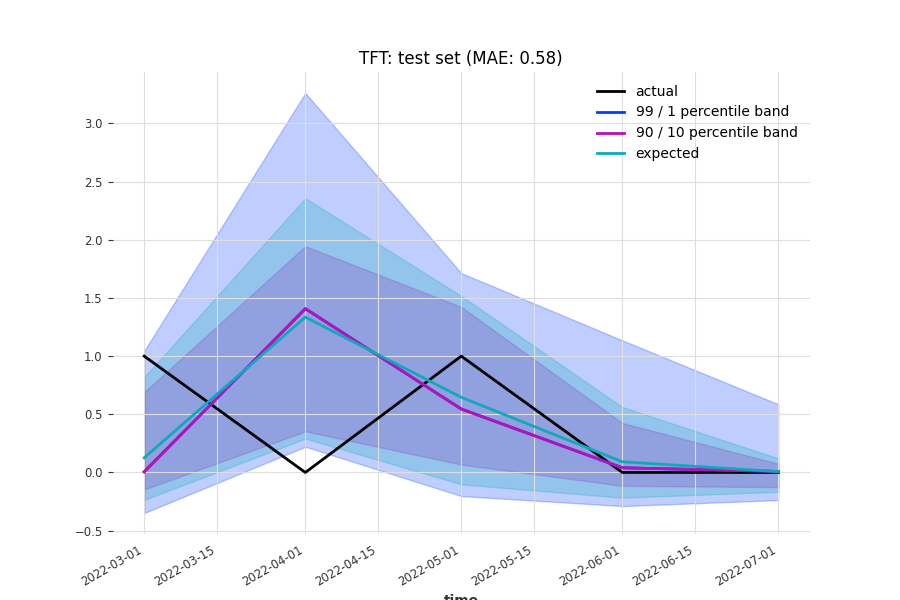 TFT: test set (MAE: 0.58)
actual
99 / 1 percentile band
90 / 10 percentile band
expected
3.0
2.5
2.0
1.5
1.0
0.5
0.0
−0.5
2022-03-01
2022-03-15
2022-04-01
2022-04-15
2022-05-01
2022-05-15
2022-06-01
2022-06-15
2022-07-01
time